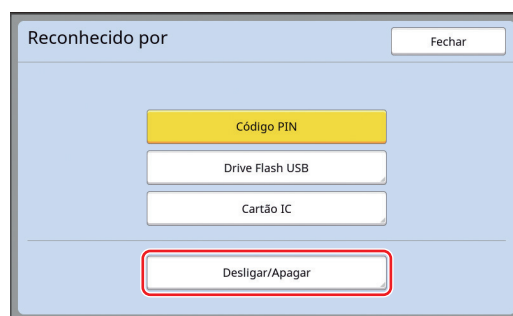 Reconhecido por
Fechar
Código PIN
Drive Flash USB
Cartão IC
Desligar/Apagar